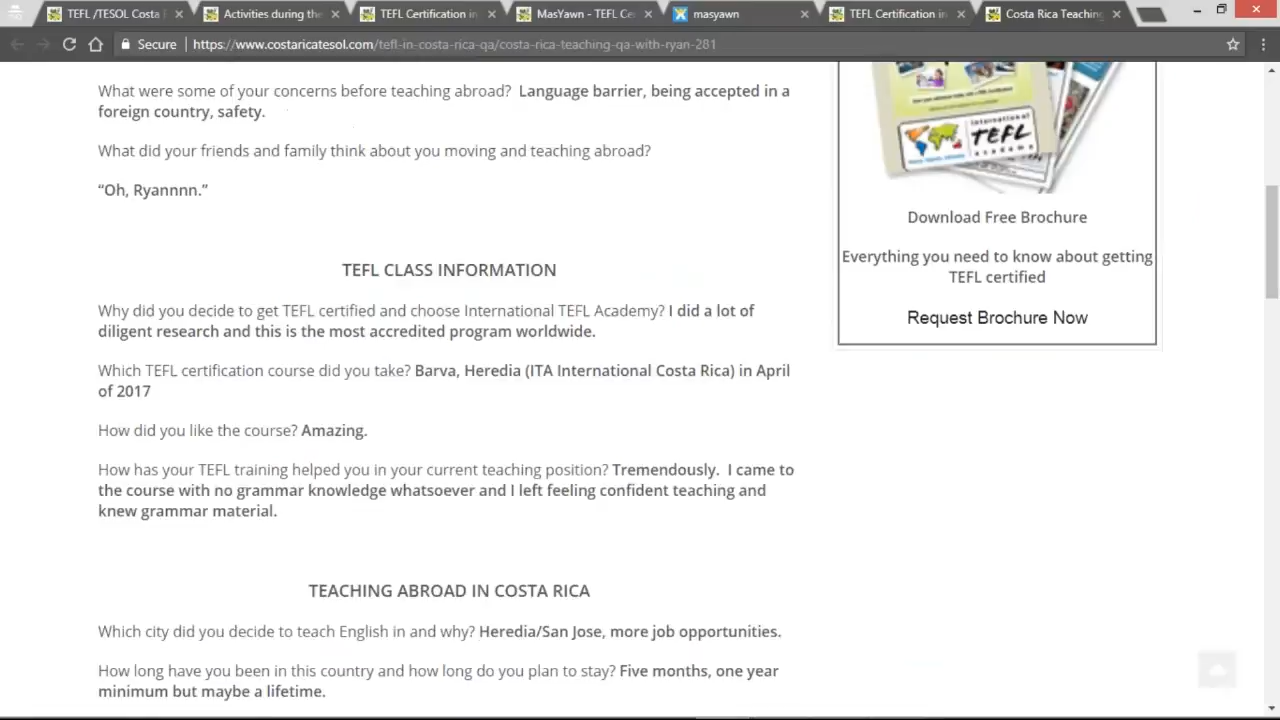 TEFL /TESOL Costa
Activities during the
TEFL Certification in
MasYawn - TEFL Ce
masyawn
TEFL Certification in
Costa Rica Teaching
Secure
https://www.costaricatesol.com/tefl-in-costa-rica-qa/costa-rica-teaching-qa-with-ryan-281
What were some of your concerns before teaching abroad? Language barrier, being accepted in a
foreign country, safety.
What did your friends and family think about you moving and teaching abroad?
“Oh, Ryannnn.”
TEFL CLASS INFORMATION
Why did you decide to get TEFL certified and choose International TEFL Academy? I did a lot of
diligent research and this is the most accredited program worldwide.
Which TEFL certification course did you take? Barva, Heredia (ITA International Costa Rica) in April
of 2017
How did you like the course? Amazing.
How has your TEFL training helped you in your current teaching position? Tremendously. I came to
the course with no grammar knowledge whatsoever and I left feeling confident teaching and
knew grammar material.
TEACHING ABROAD IN COSTA RICA
Which city did you decide to teach English in and why? Heredia/San Jose, more job opportunities.
How long have you been in this country and how long do you plan to stay? Five months, one year
minimum but maybe a lifetime.
International
TEFL
Download Free Brochure
Everything you need to know about getting
TEFL certified
Request Brochure Now